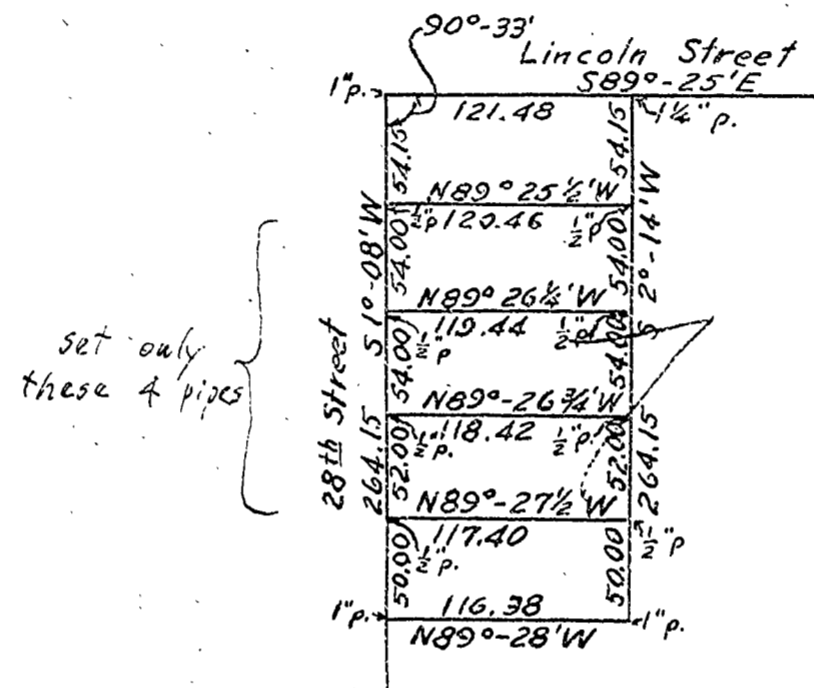 90°-33'
Lincoln Street
S89°-25'E
1"p.
121.48
1¼"p.
54.15
54.15
N89°25½'W
½"p
120.46
½"p
54.00
54.00
S1°-08'W
S 2°-14'W
N89°26¼'W
½"p
119.44
½"p
54.00
54.00
set only
these 4 pipes
28th Street
264.15
264.15
N89°-26¾'W
½"p.
118.42
½"p.
52.00
52.00
N89°-27½'W
½"p.
117.40
½"p
50.00
50.00
1"p.
116.38
1"p.
N89°-28'W